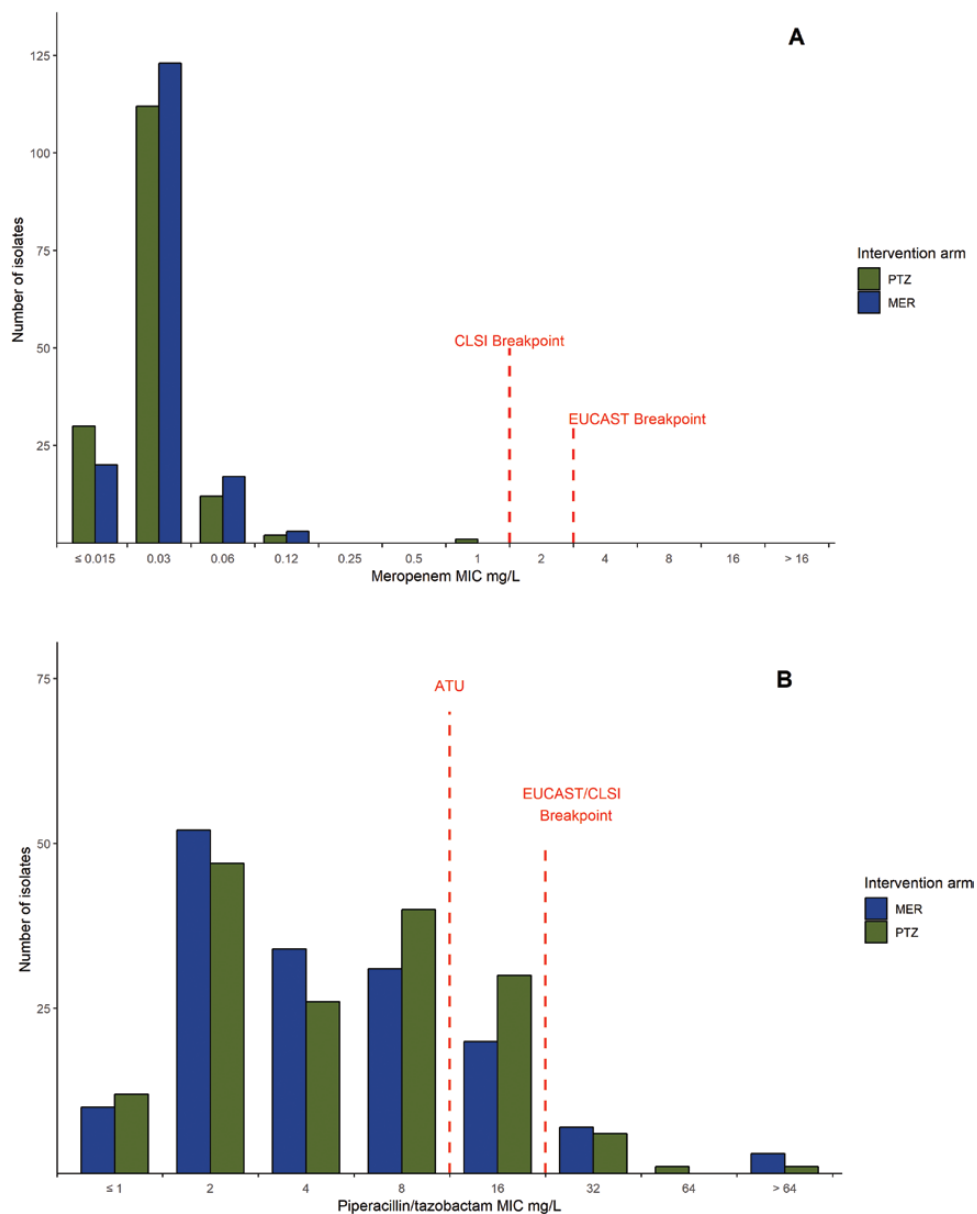 A
125
100
75
50
25
Number of isolates
CLSI Breakpoint
EUCAST Breakpoint
Intervention arm
PTZ
MER
≤ 0.015 0.03 0.06 0.12 0.25 0.5 1 2 4 8 16 > 16
Meropenem MIC mg/L
B
75
50
25
Number of isolates
ATU
EUCAST/CLSI
Breakpoint
Intervention arm
MER
PTZ
≤ 1 2 4 8 16 32 64 > 64
Piperacillin/tazobactam MIC mg/L